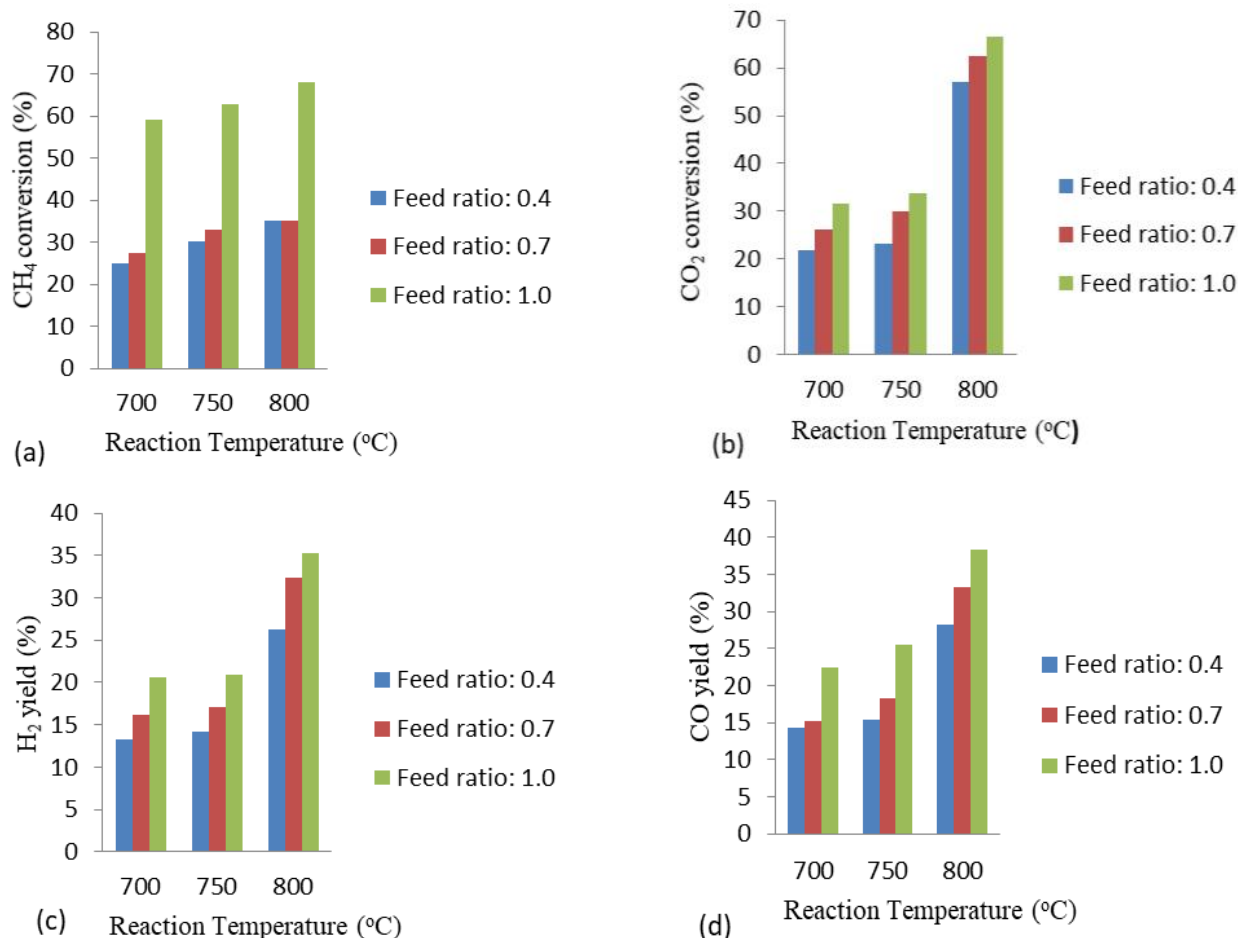 80
70
60
50
40
30
20
10
0
CH₄ conversion (%)
700 750 800
Reaction Temperature (°C)
Feed ratio: 0.4
Feed ratio: 0.7
Feed ratio: 1.0
(a)
70
60
50
40
30
20
10
0
CO₂ conversion (%)
700 750 800
Reaction Temperature (°C)
Feed ratio: 0.4
Feed ratio: 0.7
Feed ratio: 1.0
(b)
40
35
30
25
20
15
10
5
0
H₂ yield (%)
700 750 800
Reaction Temperature (°C)
Feed ratio: 0.4
Feed ratio: 0.7
Feed ratio: 1.0
(c)
45
40
35
30
25
20
15
10
5
0
CO yield (%)
700 750 800
Reaction Temperature (°C)
Feed ratio: 0.4
Feed ratio: 0.7
Feed ratio: 1.0
(d)